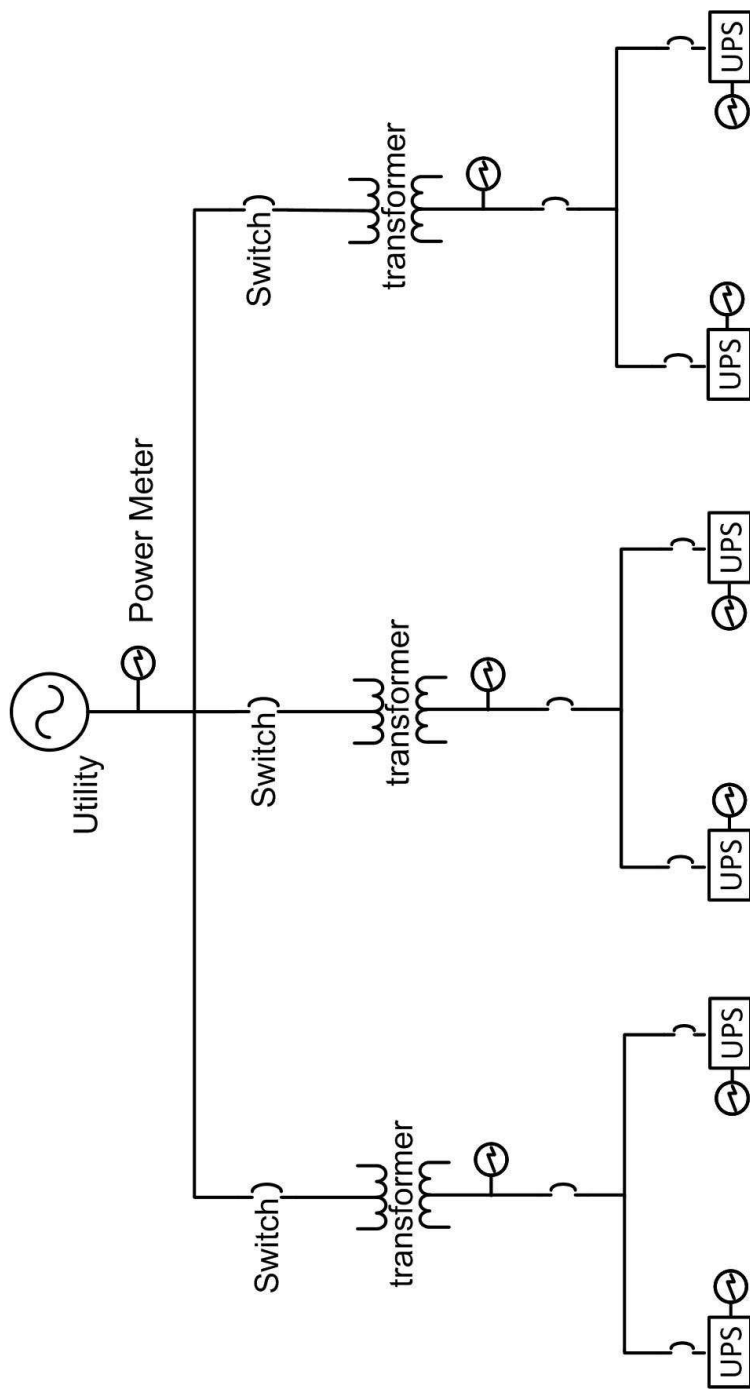 Utility
Power Meter
Switch
Switch
Switch
transformer
transformer
transformer
UPS
UPS
UPS
UPS
UPS
UPS